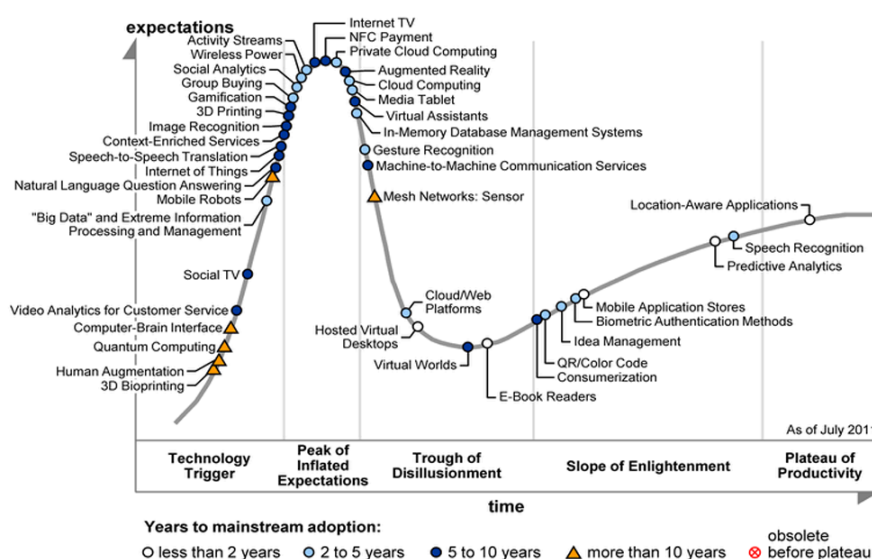 expectations
Internet TV
NFC Payment
Activity Streams
Wireless Power
Private Cloud Computing
Social Analytics
Augmented Reality
Group Buying
Cloud Computing
Gamification
Media Tablet
3D Printing
Virtual Assistants
Image Recognition
In-Memory Database Management Systems
Context-Enriched Services
Gesture Recognition
Speech-to-Speech Translation
Machine-to-Machine Communication Services
Internet of Things
Natural Language Question Answering
Mobile Robots
Mesh Networks: Sensor
"Big Data" and Extreme Information
Processing and Management
Location-Aware Applications
Speech Recognition
Predictive Analytics
Social TV
Cloud/Web
Platforms
Video Analytics for Customer Service
Mobile Application Stores
Computer-Brain Interface
Biometric Authentication Methods
Hosted Virtual
Desktops
Quantum Computing
Idea Management
Virtual Worlds
QR/Color Code
Human Augmentation
Consumerization
3D Bioprinting
E-Book Readers
As of July 2011
Technology
Trigger
Peak of
Inflated
Expectations
Trough of
Disillusionment
Slope of Enlightenment
Plateau of
Productivity
time
Years to mainstream adoption:
less than 2 years
2 to 5 years
5 to 10 years
more than 10 years
obsolete
before plateau